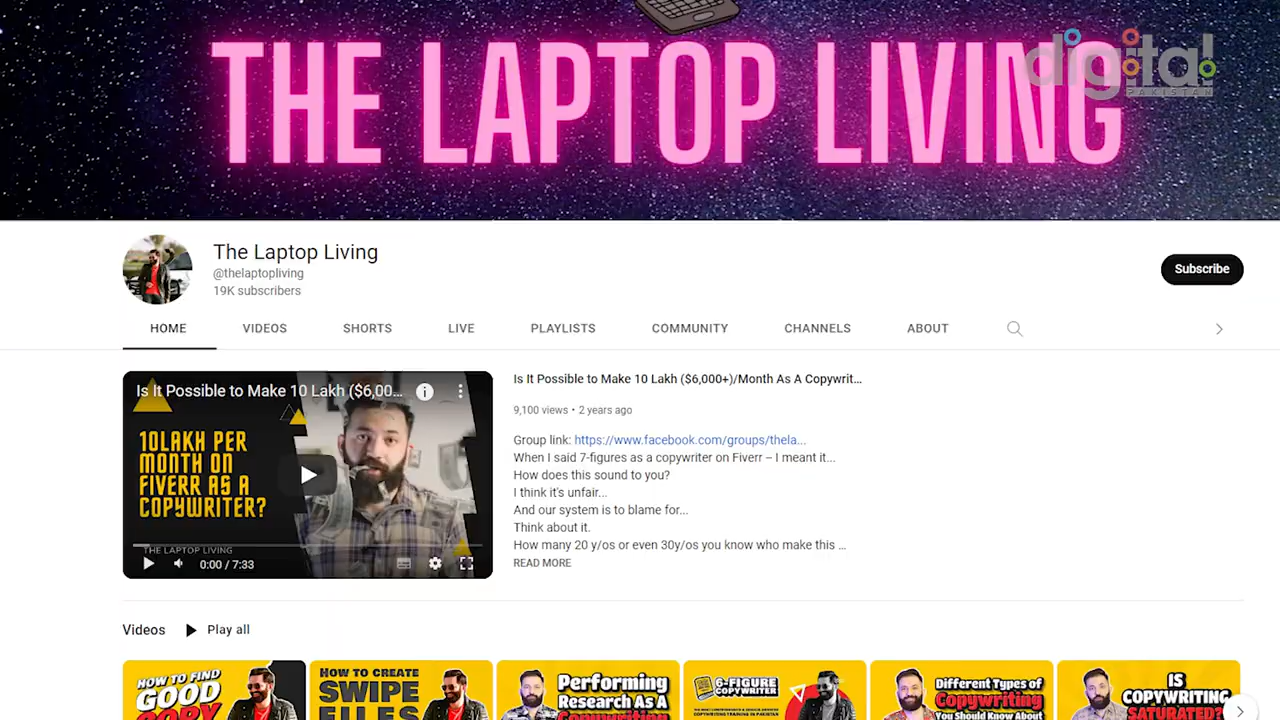 THE LAPTOP LIVING
digital
PAKISTAN
The Laptop Living
@thelaptopliving
19K subscribers
Subscribe
HOME
VIDEOS
SHORTS
LIVE
PLAYLISTS
COMMUNITY
CHANNELS
ABOUT
Is It Possible to Make 10 Lakh ($6,00...
10LAKH PER
MONTH ON
FIVERR AS A
COPYWRITER?
THE LAPTOP LIVING
0:00 / 7:33
Is It Possible to Make 10 Lakh ($6,000+)/Month As A Copywrit...
9,100 views • 2 years ago
Group link: https://www.facebook.com/groups/thela...
When I said 7-figures as a copywriter on Fiverr – I meant it...
How does this sound to you?
I think it's unfair...
And our system is to blame for...
Think about it.
How many 20 y/os or even 30y/os you know who make this ...
READ MORE
Videos
Play all
HOW TO FIND
GOOD
COPY
HOW TO CREATE
SWIPE
FILES
Performing
Research As A
Copywriting
6-FIGURE
COPYWRITER
Different Types of
Copywriting
You Should Know About
IS
COPYWRITING
SATURATED?